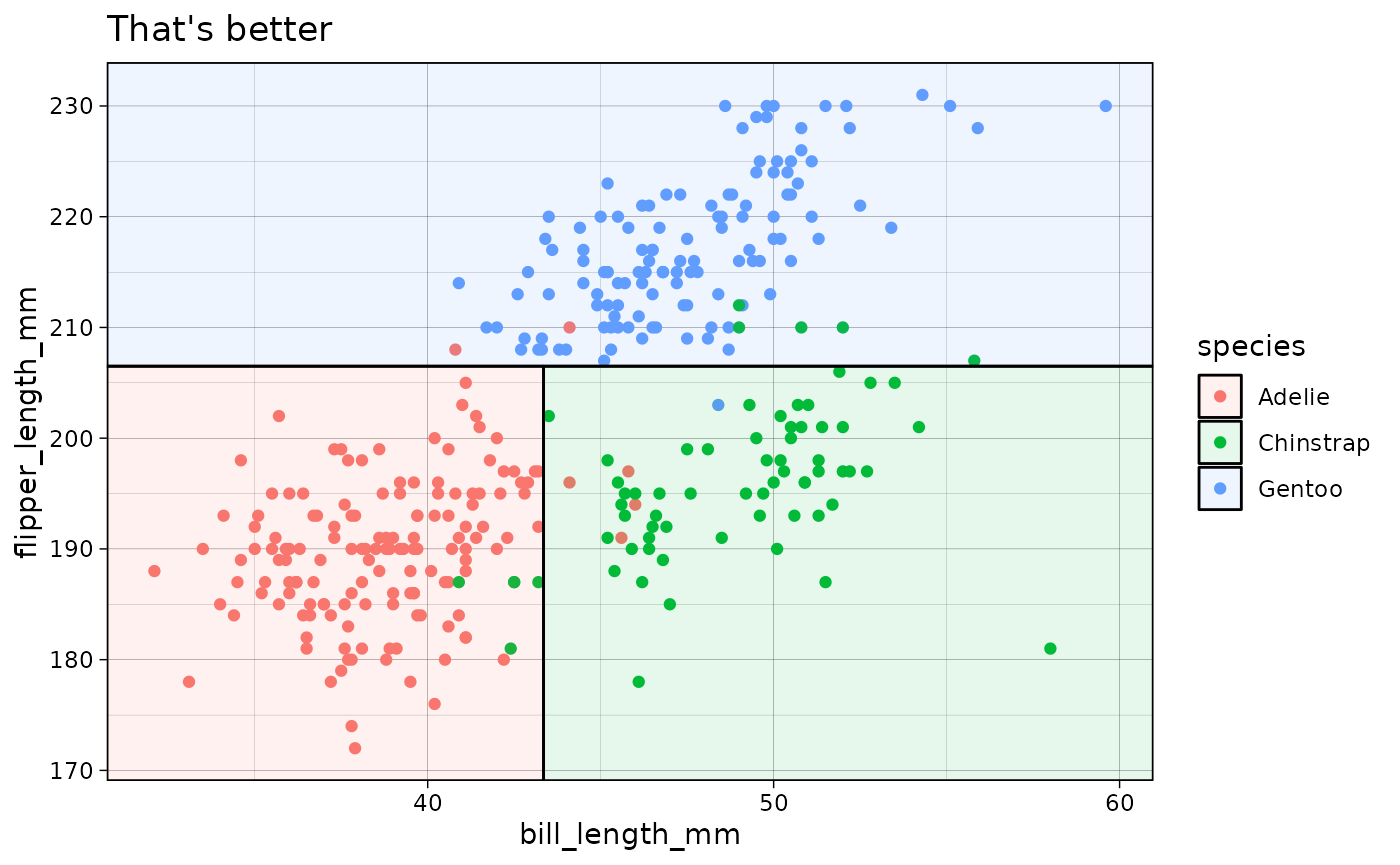 That's better
230
220
210
200
190
180
170
flipper_length_mm
40 50 60
bill_length_mm
species
Adelie
Chinstrap
Gentoo